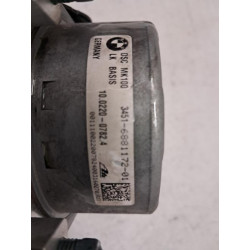 DSC MK100
LK BASIS
GERMANY
3451-6881172-01
10.0220-0782.4